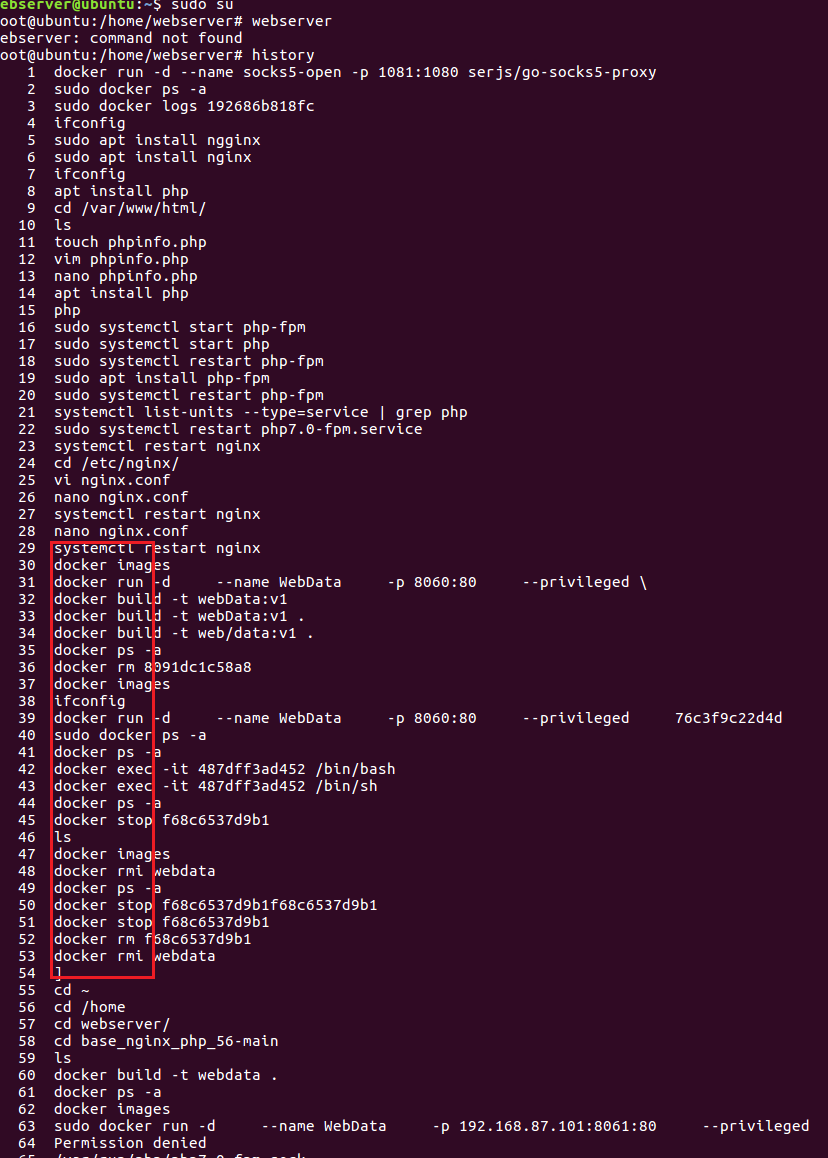 ebserver@ubuntu:~$ sudo su
oot@ubuntu:/home/webserver# webserver
ebserver: command not found
oot@ubuntu:/home/webserver# history
1 docker run -d --name socks5-open -p 1081:1080 serjs/go-socks5-proxy
2 sudo docker ps -a
3 sudo docker logs 192686b818fc
4 ifconfig
5 sudo apt install ngginx
6 sudo apt install nginx
7 ifconfig
8 apt install php
9 cd /var/www/html/
10 ls
11 touch phpinfo.php
12 vim phpinfo.php
13 nano phpinfo.php
14 apt install php
15 php
16 sudo systemctl start php-fpm
17 sudo systemctl start php
18 sudo systemctl restart php-fpm
19 sudo apt install php-fpm
20 sudo systemctl restart php-fpm
21 systemctl list-units --type=service | grep php
22 sudo systemctl restart php7.0-fpm.service
23 systemctl restart nginx
24 cd /etc/nginx/
25 vi nginx.conf
26 nano nginx.conf
27 systemctl restart nginx
28 nano nginx.conf
29 systemctl restart nginx
30 docker images
31 docker run -d --name WebData -p 8060:80 --privileged \
32 docker build -t webData:v1
33 docker build -t webData:v1 .
34 docker build -t web/data:v1 .
35 docker ps -a
36 docker rm 8091dc1c58a8
37 docker images
38 ifconfig
39 docker run -d --name WebData -p 8060:80 --privileged 76c3f9c22d4d
40 sudo docker ps -a
41 docker ps -a
42 docker exec -it 487dff3ad452 /bin/bash
43 docker exec -it 487dff3ad452 /bin/sh
44 docker ps -a
45 docker stop f68c6537d9b1
46 ls
47 docker images
48 docker rmi webdata
49 docker ps -a
50 docker stop f68c6537d9b1f68c6537d9b1
51 docker stop f68c6537d9b1
52 docker rm f68c6537d9b1
53 docker rmi webdata
54 ]
55 cd ~
56 cd /home
57 cd webserver/
58 cd base_nginx_php_56-main
59 ls
60 docker build -t webdata .
61 docker ps -a
62 docker images
63 sudo docker run -d --name WebData -p 192.168.87.101:8061:80 --privileged
64 Permission denied